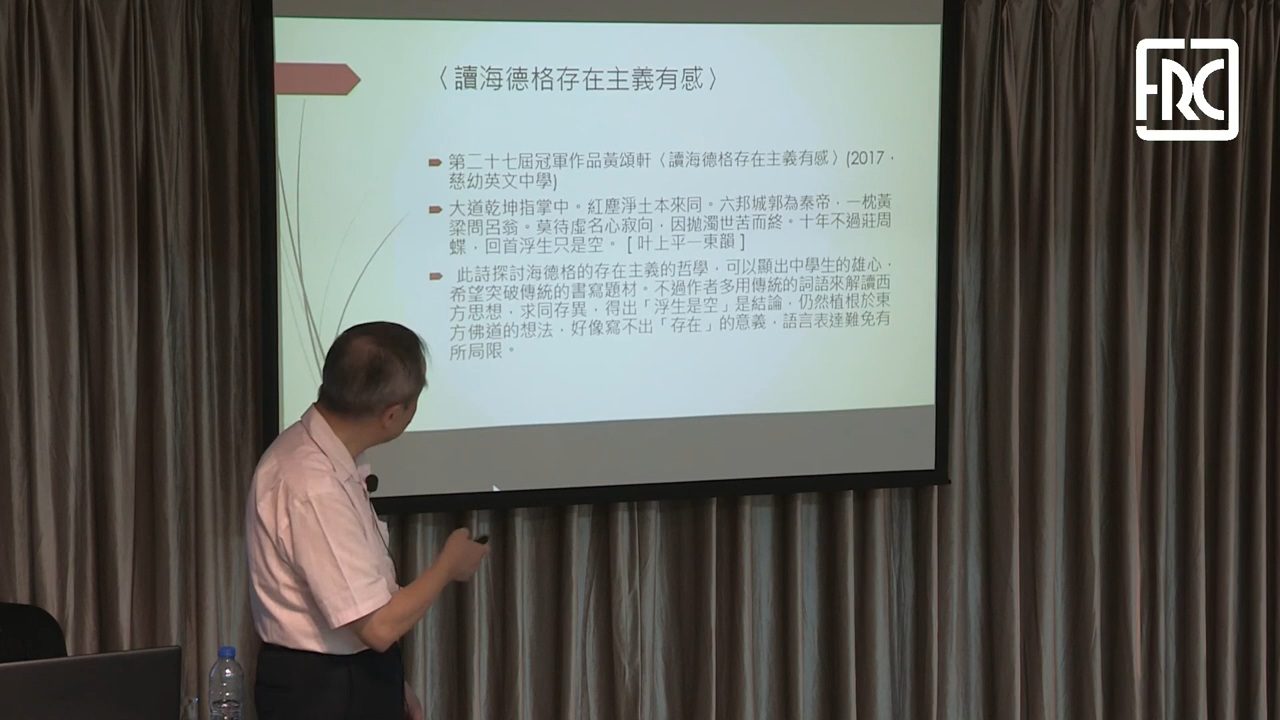 〈讀海德格存在主義有感〉
第二十七屆冠軍作品黃頌軒〈讀海德格存在主義有感〉(2017，
慈幼英文中學)
大道乾坤指掌中。紅塵淨土本來同。六邦城郭為秦帝，一枕黃
粱問呂翁。莫待虛名心寂向，因拋濁世苦而終。十年不過莊周
蝶，回首浮生只是空。［叶上平一東韻］
此詩探討海德格的存在主義的哲學，可以顯出中學生的雄心，
希望突破傳統的書寫題材。不過作者多用傳統的詞語來解讀西
方思想，求同存異，得出「浮生是空」是結論，仍然植根於東
方佛道的想法，好像寫不出「存在」的意義，語言表達難免有
所局限。
FRC